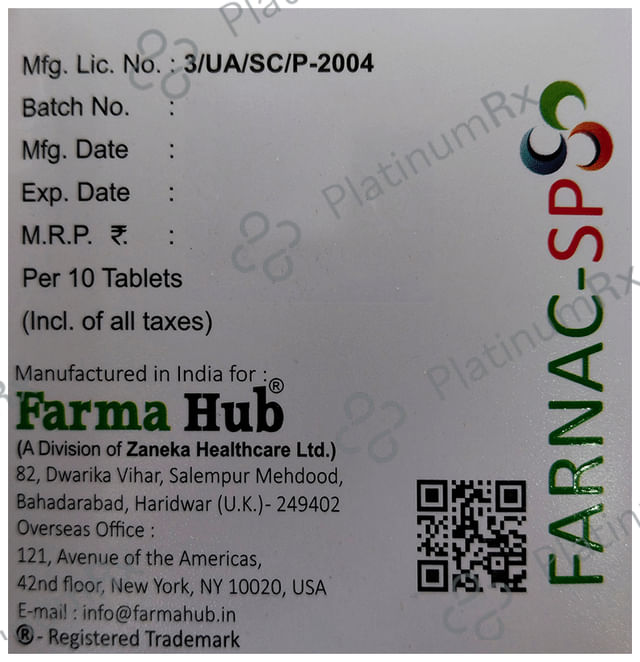 Mfg. Lic. No. : 3/UA/SC/P-2004
Batch No. :
Mfg. Date :
Exp. Date :
M.R.P. ₹. :
Per 10 Tablets
(Incl. of all taxes)
Manufactured in India for :
Farma Hub®
(A Division of Zaneka Healthcare Ltd.)
82, Dwarika Vihar, Salempur Mehdood,
Bahadarabad, Haridwar (U.K.)- 249402
Overseas Office :
121, Avenue of the Americas,
42nd floor, New York, NY 10020, USA
E-mail : info@farmahub.in
®- Registered Trademark
FARNAC-SP
PlatinumRx
PlatinumRx
PlatinumRx
PlatinumRx